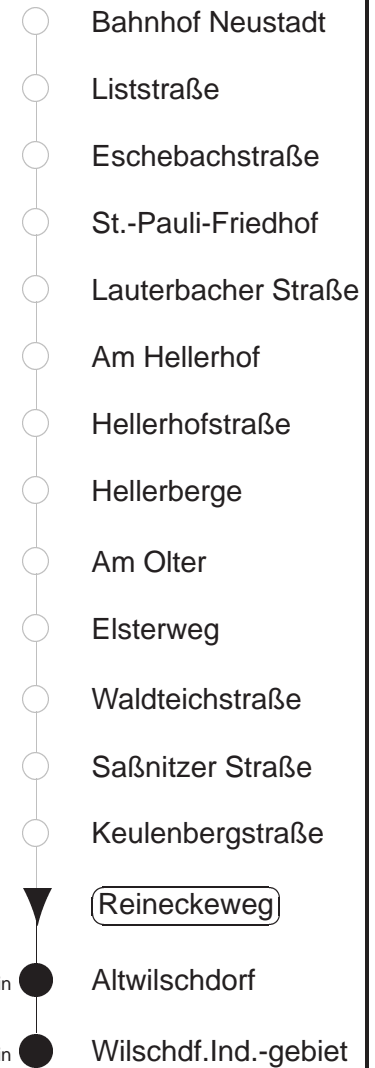 Bahnhof Neustadt
Liststraße
Eschebachstraße
St.-Pauli-Friedhof
Lauterbacher Straße
Am Hellerhof
Hellerhofstraße
Hellerberge
Am Olter
Elsterweg
Waldteichstraße
Saßnitzer Straße
Keulenbergstraße
Reineckeweg
Altwilschdorf
Wilschdf.Ind.-gebiet